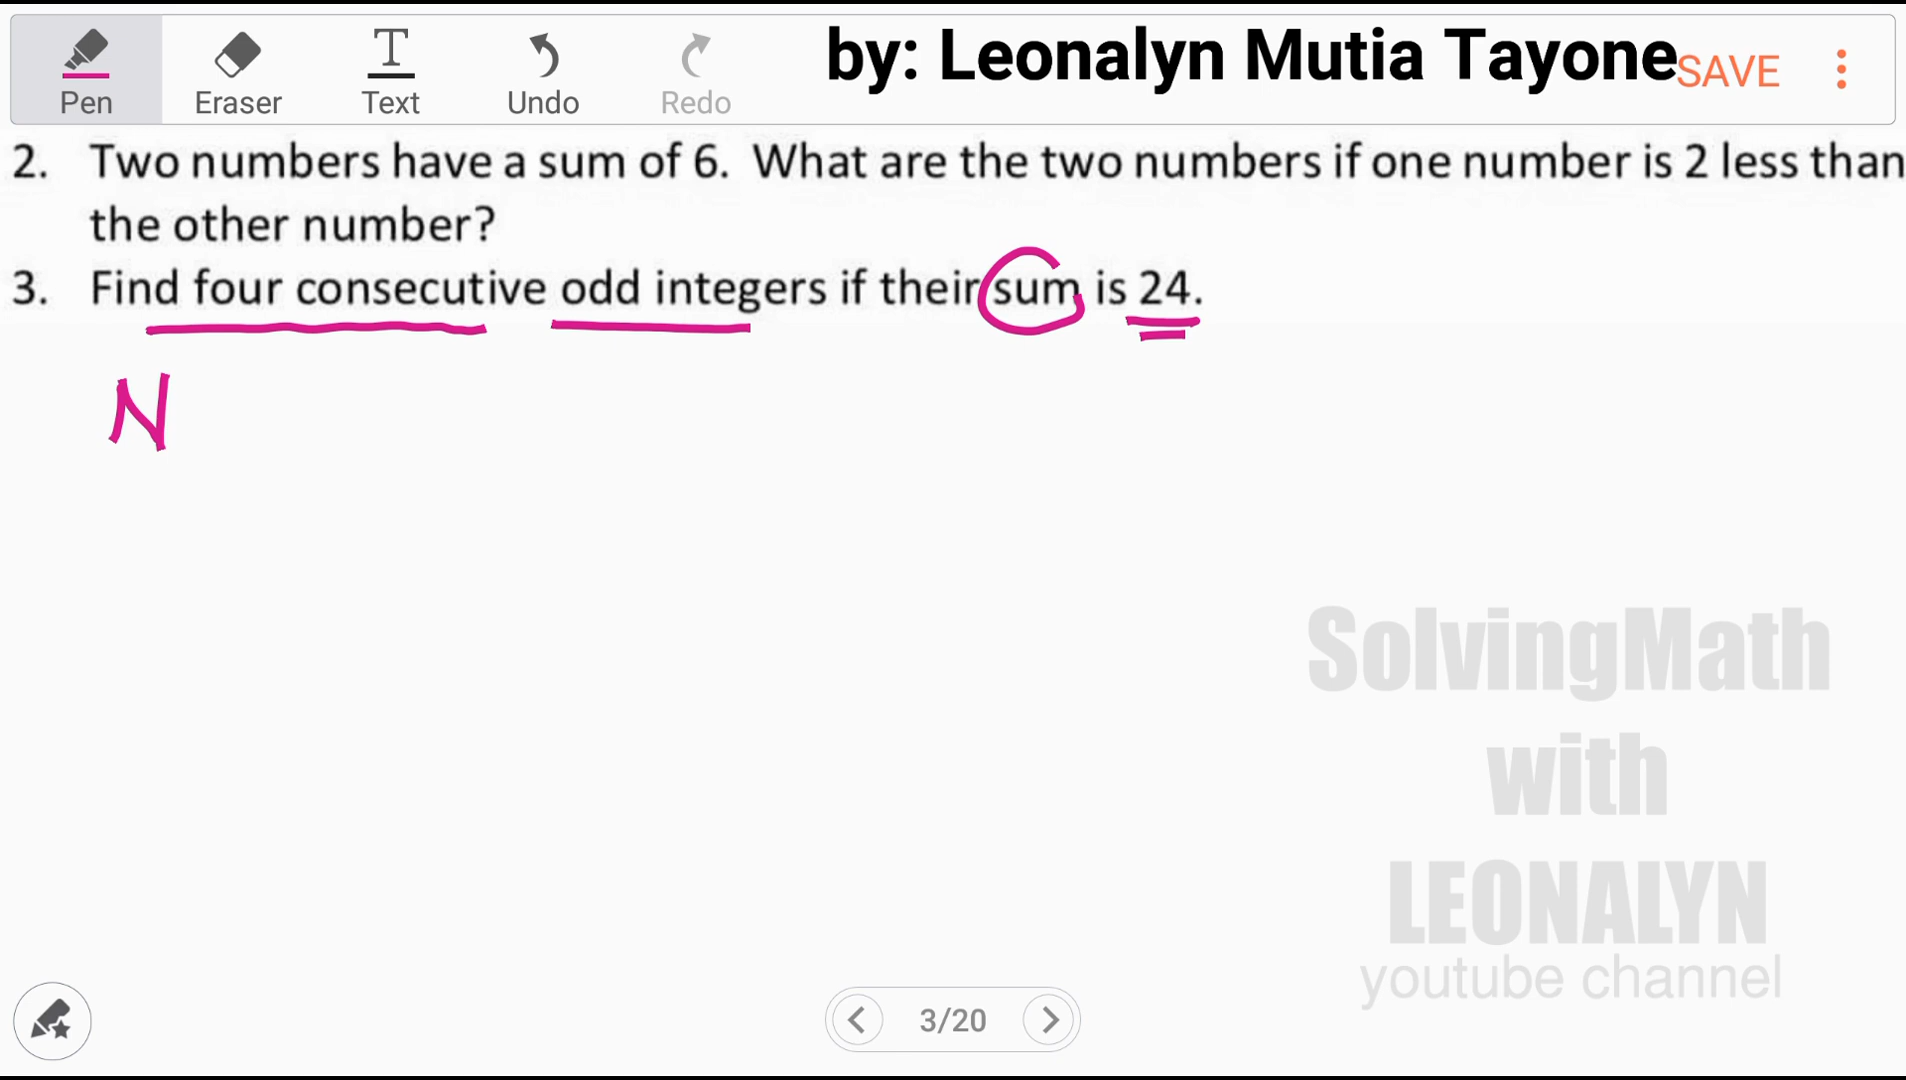 Pen Eraser Text Undo Redo by: Leonalyn Mutia Tayone SAVE
2. Two numbers have a sum of 6. What are the two numbers if one number is 2 less than
the other number?
3. Find four consecutive odd integers if their sum is 24.
N
SolvingMath
with
LEONALYN
youtube channel
3/20